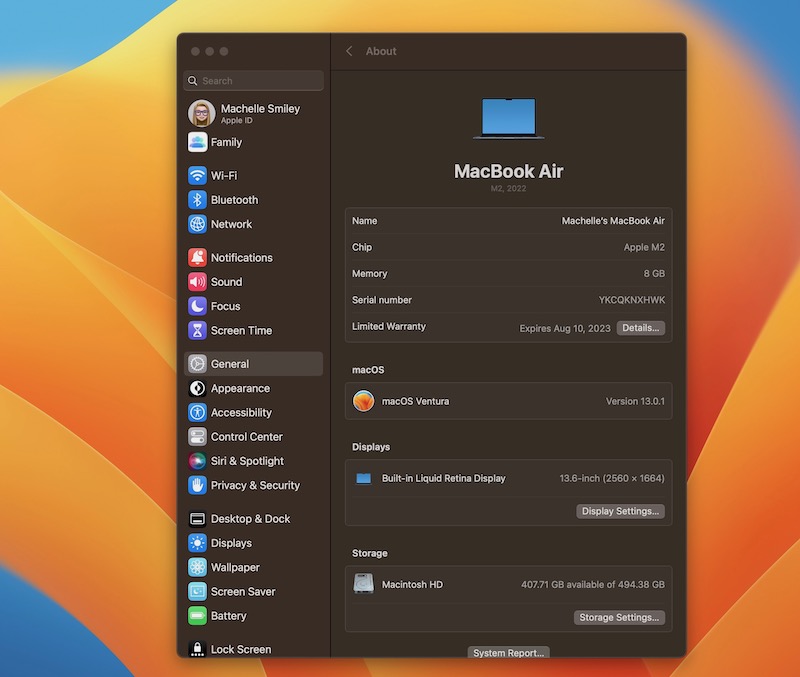 About
Search
Machelle Smiley
Apple ID
Family
Wi-Fi
Bluetooth
Network
Notifications
Sound
Focus
Screen Time
General
Appearance
Accessibility
Control Center
Siri & Spotlight
Privacy & Security
Desktop & Dock
Displays
Wallpaper
Screen Saver
Battery
Lock Screen
MacBook Air
M2, 2022
Name Machelle's MacBook Air
Chip Apple M2
Memory 8 GB
Serial number YKCQKNXHWK
Limited Warranty Expires Aug 10, 2023 Details...
macOS
macOS Ventura Version 13.0.1
Displays
Built-in Liquid Retina Display 13.6-inch (2560 × 1664)
Display Settings...
Storage
Macintosh HD 407.71 GB available of 494.38 GB
Storage Settings...
System Report...